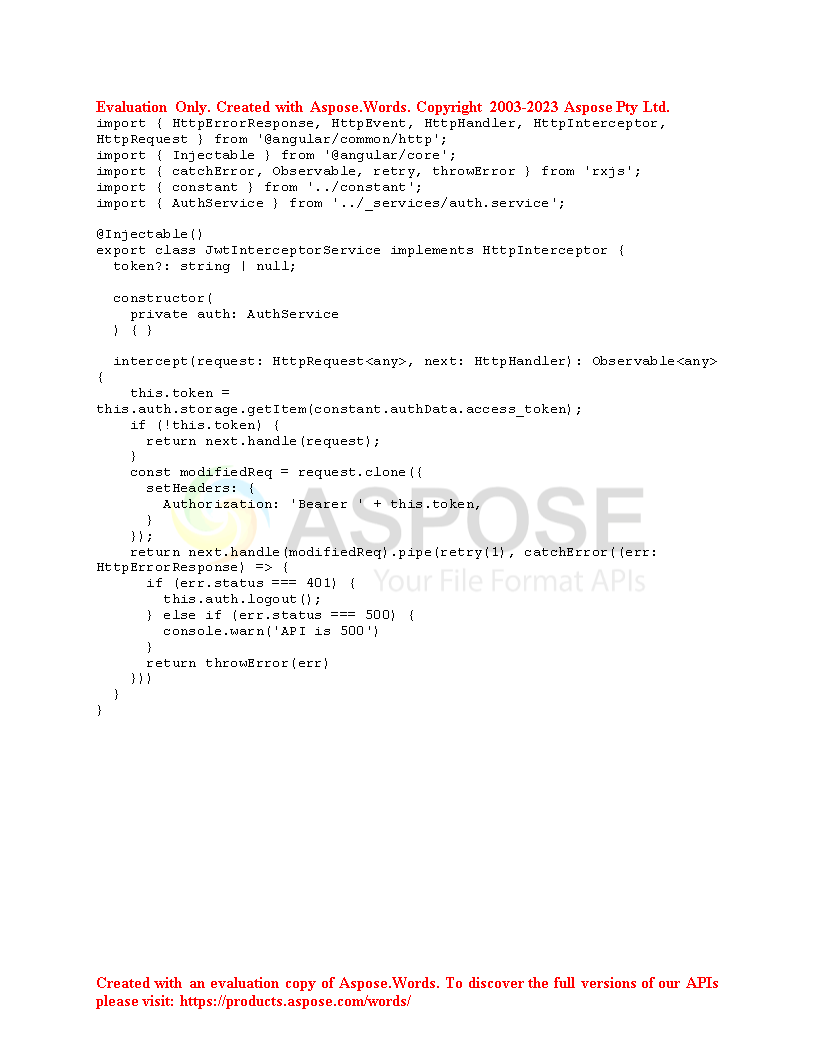 Evaluation Only. Created with Aspose.Words. Copyright 2003-2023 Aspose Pty Ltd.
import { HttpErrorResponse, HttpEvent, HttpHandler, HttpInterceptor,
HttpRequest } from '@angular/common/http';
import { Injectable } from '@angular/core';
import { catchError, Observable, retry, throwError } from 'rxjs';
import { constant } from '../constant';
import { AuthService } from '../_services/auth.service';

@Injectable()
export class JwtInterceptorService implements HttpInterceptor {
  token?: string | null;

  constructor(
    private auth: AuthService
  ) { }

  intercept(request: HttpRequest<any>, next: HttpHandler): Observable<any>
{
    this.token =
this.auth.storage.getItem(constant.authData.access_token);
    if (!this.token) {
      return next.handle(request);
    }
    const modifiedReq = request.clone({
      setHeaders: {
        Authorization: 'Bearer ' + this.token,
      }
    });
    return next.handle(modifiedReq).pipe(retry(1), catchError((err:
HttpErrorResponse) => {
      if (err.status === 401) {
        this.auth.logout();
      } else if (err.status === 500) {
        console.warn('API is 500')
      }
      return throwError(err)
    }))
  }
}
ASPOSE
Your File Format APIs
Created with an evaluation copy of Aspose.Words. To discover the full versions of our APIs
please visit: https://products.aspose.com/words/